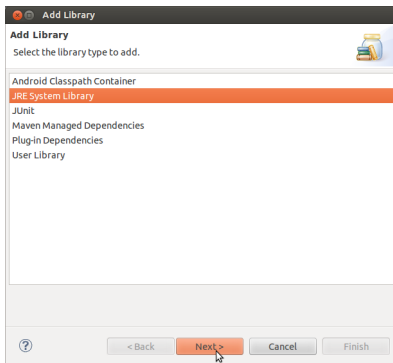 Add Library
Add Library
Select the library type to add.
Android Classpath Container
JRE System Library
JUnit
Maven Managed Dependencies
Plug-in Dependencies
User Library
?
< Back Next > Cancel Finish